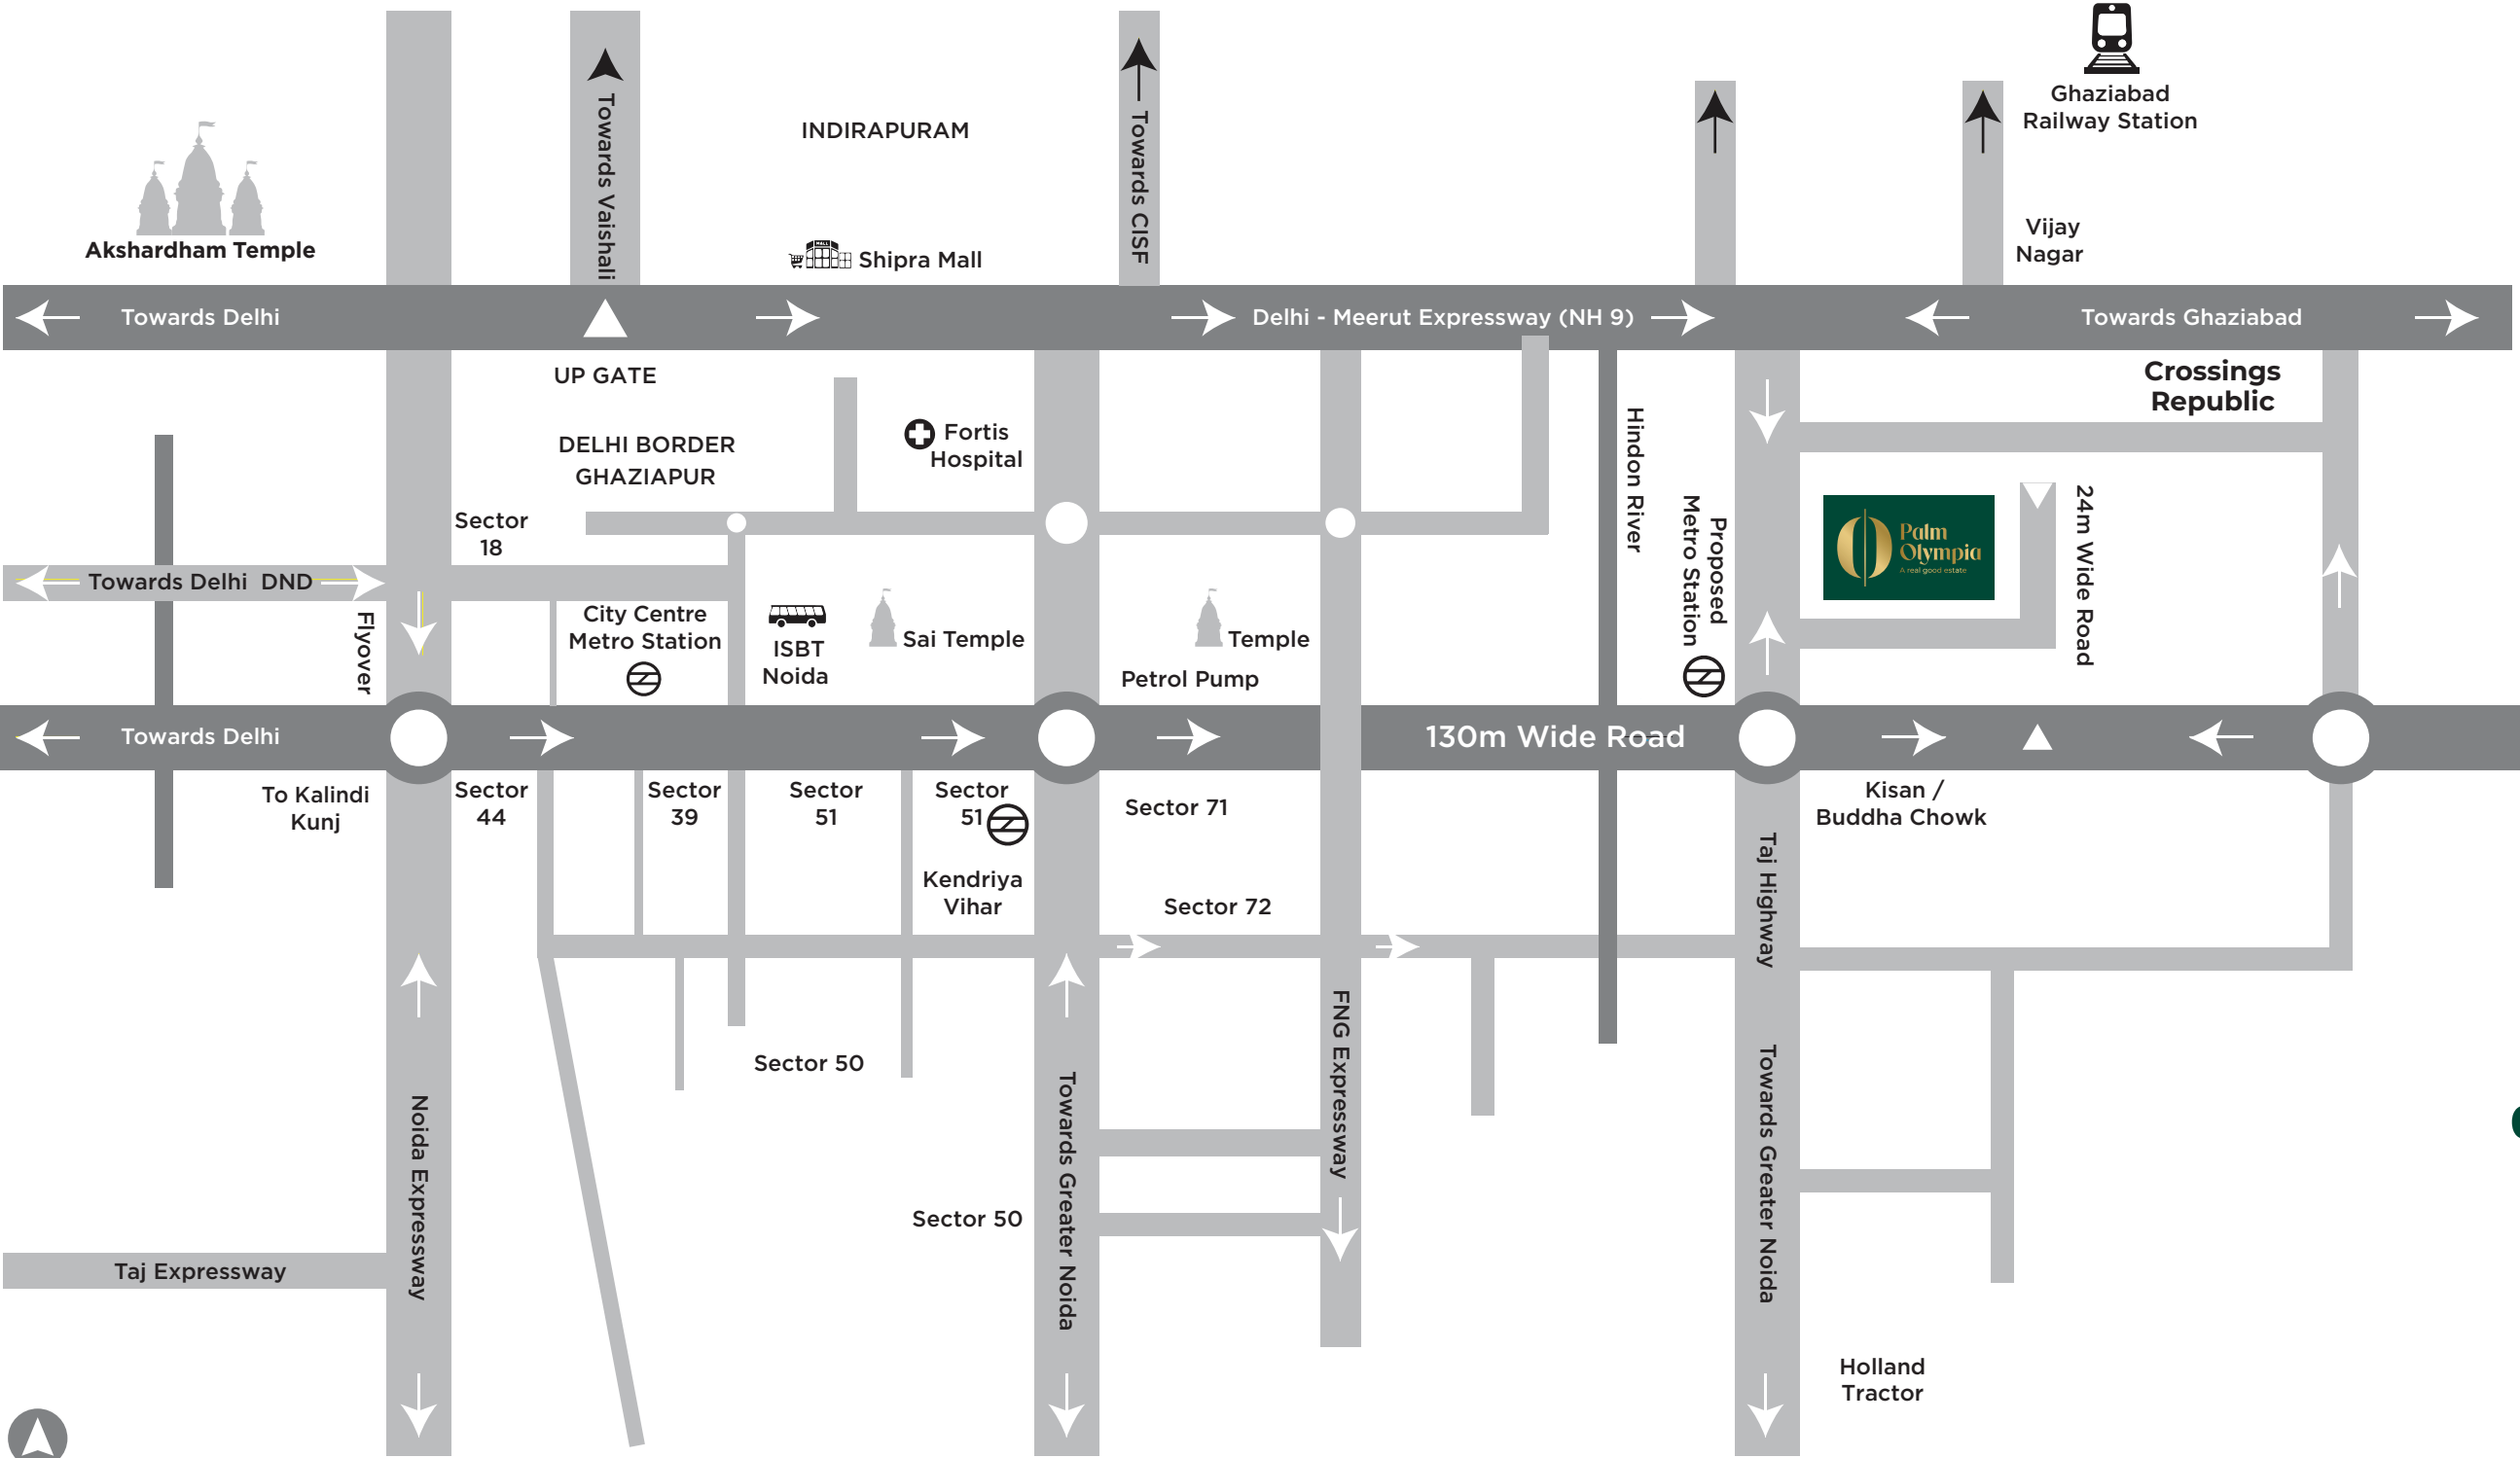 Ghaziabad
Railway Station
Towards Vaishali
INDIRAPURAM
Towards CISF
Akshardham Temple
MALL
Shipra Mall
Vijay
Nagar
Towards Delhi
Delhi - Meerut Expressway (NH 9)
Towards Ghaziabad
UP GATE
DELHI BORDER
GHAZIAPUR
Fortis
Hospital
Hindon River
Crossings
Republic
Sector
18
Proposed
Metro Station
Palm
Olympia
A real good estate
24m Wide Road
Towards Delhi DND
Flyover
City Centre
Metro Station
ISBT
Noida
Sai Temple
Temple
Petrol Pump
Towards Delhi
130m Wide Road
To Kalindi
Kunj
Sector
44
Sector
39
Sector
51
Sector
51
Sector 71
Kisan /
Buddha Chowk
Kendriya
Vihar
Sector 72
Taj Highway
FNG Expressway
Sector 50
Noida Expressway
Towards Greater Noida
Towards Greater Noida
Sector 50
Taj Expressway
Holland
Tractor